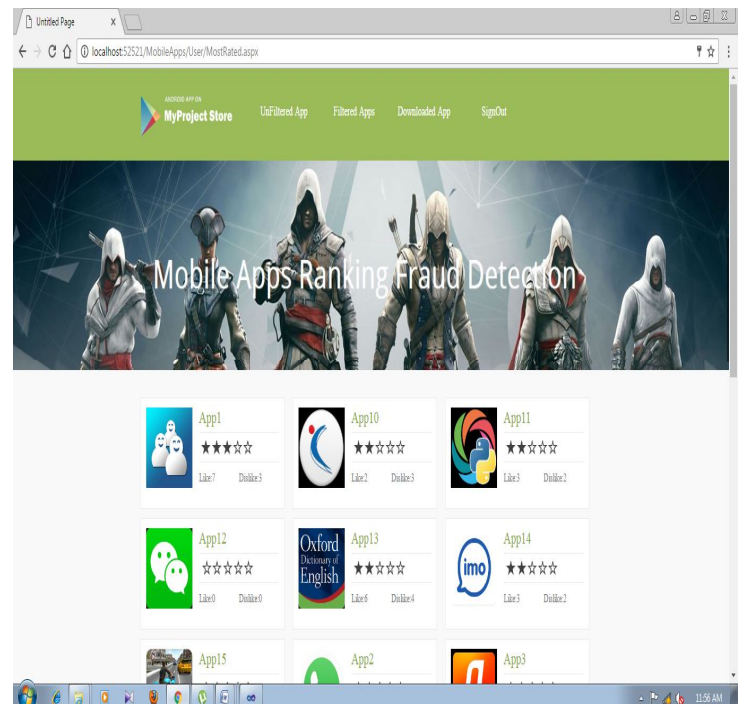 Untitled Page
localhost:52521/MobileApps/User/MostRated.aspx
ANDROID APP ON
MyProject Store
UnFiltered App Filtered Apps Downloaded App SignOut
Mobile Apps Ranking Fraud Detection
App1 App10 App11
Like:7 Dislike:3 Like:2 Dislike:3 Like:3 Dislike:2
App12 App13 App14
Oxford
Dictionary of
English
imo
Like:0 Dislike:0 Like:6 Dislike:4 Like:3 Dislike:2
App15 App2 App3
11:56 AM